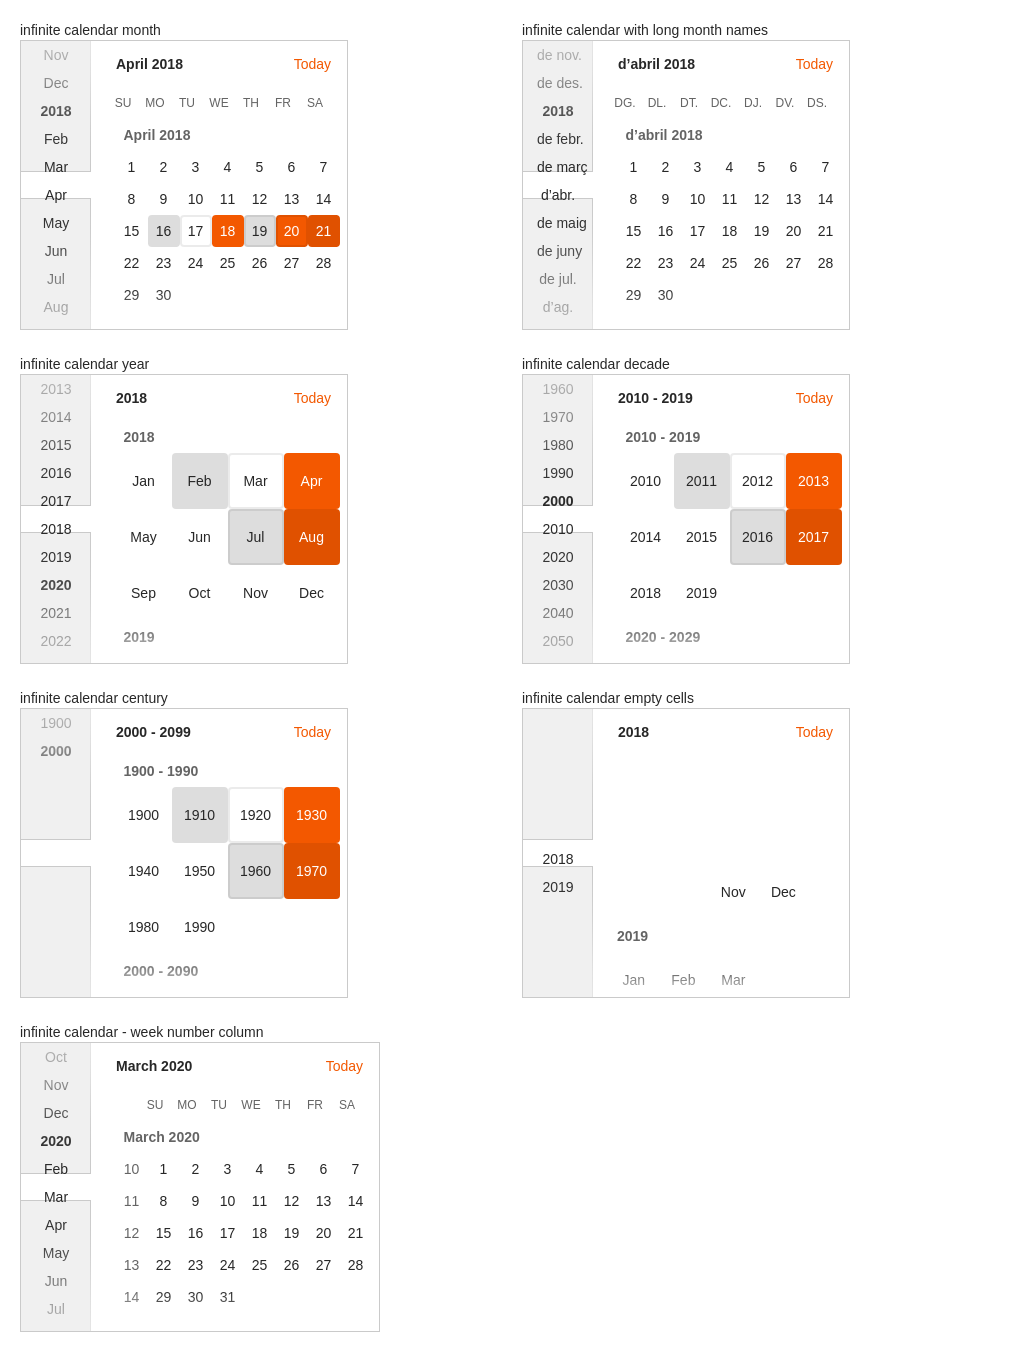 infinite calendar month
Nov
Dec
2018
Feb
Mar
Apr
May
Jun
Jul
Aug
April 2018 Today
SU MO TU WE TH FR SA
April 2018
1 2 3 4 5 6 7
8 9 10 11 12 13 14
15 16 17 18 19 20 21
22 23 24 25 26 27 28
29 30
infinite calendar with long month names
de nov.
de des.
2018
de febr.
de març
d’abr.
de maig
de juny
de jul.
d’ag.
d’abril 2018 Today
DG. DL. DT. DC. DJ. DV. DS.
d’abril 2018
1 2 3 4 5 6 7
8 9 10 11 12 13 14
15 16 17 18 19 20 21
22 23 24 25 26 27 28
29 30
infinite calendar year
2013
2014
2015
2016
2017
2018
2019
2020
2021
2022
2018 Today
2018
Jan Feb Mar Apr
May Jun Jul Aug
Sep Oct Nov Dec
2019
infinite calendar decade
1960
1970
1980
1990
2000
2010
2020
2030
2040
2050
2010 - 2019 Today
2010 - 2019
2010 2011 2012 2013
2014 2015 2016 2017
2018 2019
2020 - 2029
infinite calendar century
1900
2000
2000 - 2099 Today
1900 - 1990
1900 1910 1920 1930
1940 1950 1960 1970
1980 1990
2000 - 2090
infinite calendar empty cells
2018
2019
2018 Today
Nov Dec
2019
Jan Feb Mar
infinite calendar - week number column
Oct
Nov
Dec
2020
Feb
Mar
Apr
May
Jun
Jul
March 2020 Today
SU MO TU WE TH FR SA
March 2020
10 1 2 3 4 5 6 7
11 8 9 10 11 12 13 14
12 15 16 17 18 19 20 21
13 22 23 24 25 26 27 28
14 29 30 31